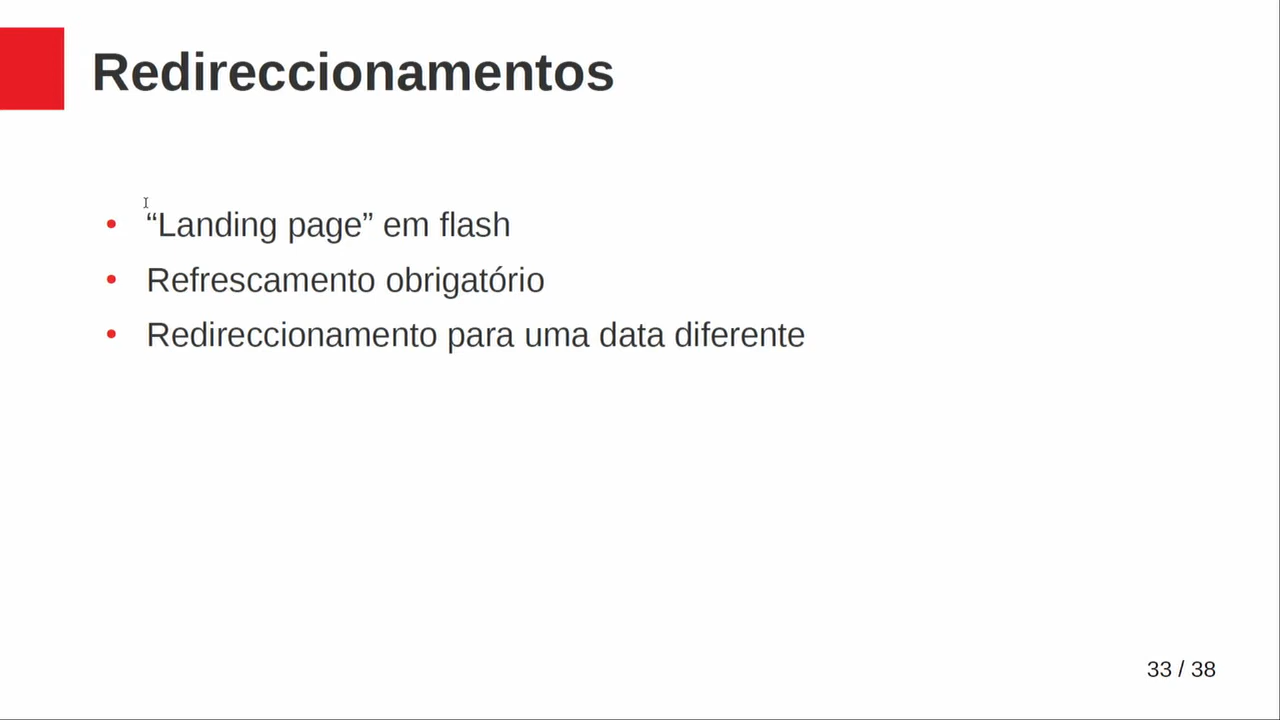 Redireccionamentos
• “Landing page” em flash
• Refrescamento obrigatório
• Redireccionamento para uma data diferente
33 / 38